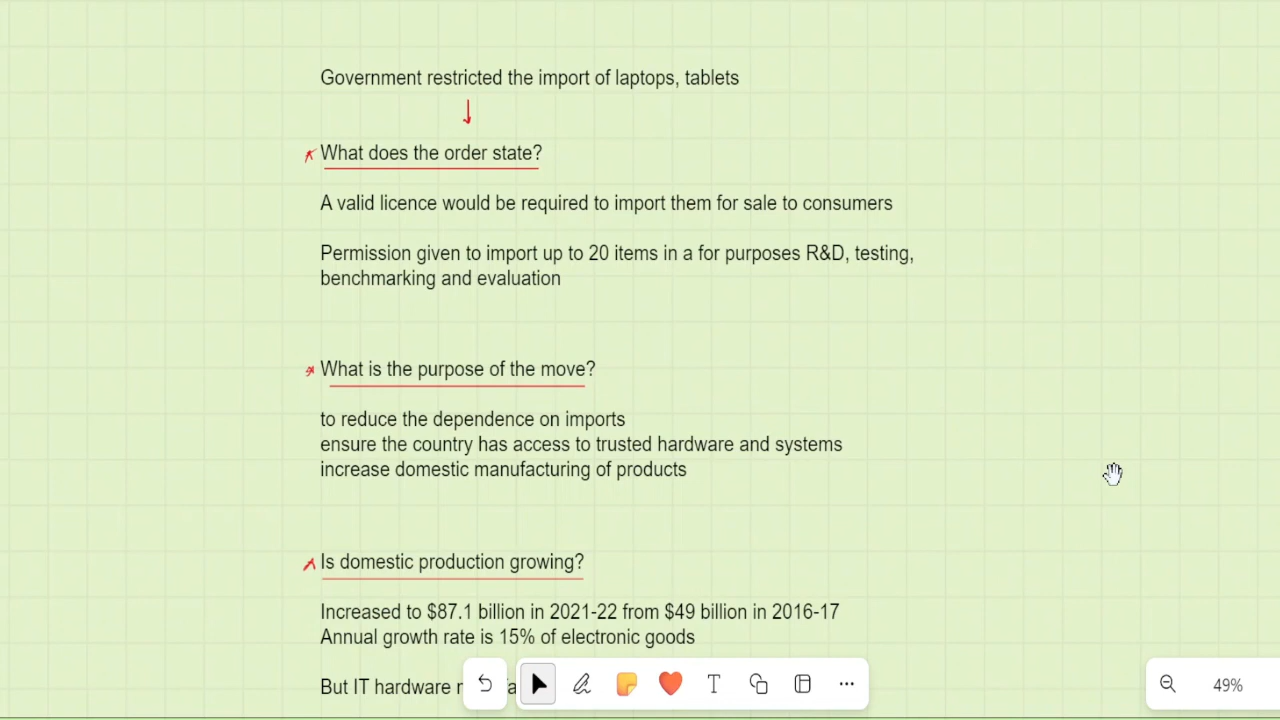 Government restricted the import of laptops, tablets
What does the order state?
A valid licence would be required to import them for sale to consumers
Permission given to import up to 20 items in a for purposes R&D, testing,
benchmarking and evaluation
What is the purpose of the move?
to reduce the dependence on imports
ensure the country has access to trusted hardware and systems
increase domestic manufacturing of products
Is domestic production growing?
Increased to $87.1 billion in 2021-22 from $49 billion in 2016-17
Annual growth rate is 15% of electronic goods
But IT hardware
T
49%